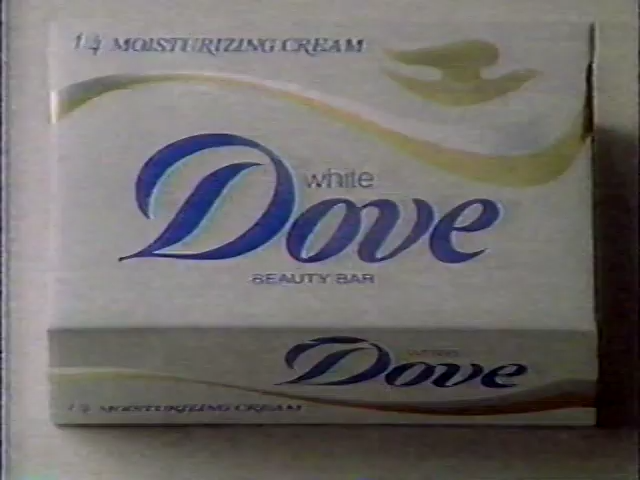 1/4 MOISTURIZING CREAM
white
Dove
BEAUTY BAR
Dove
1/4 MOISTURIZING CREAM